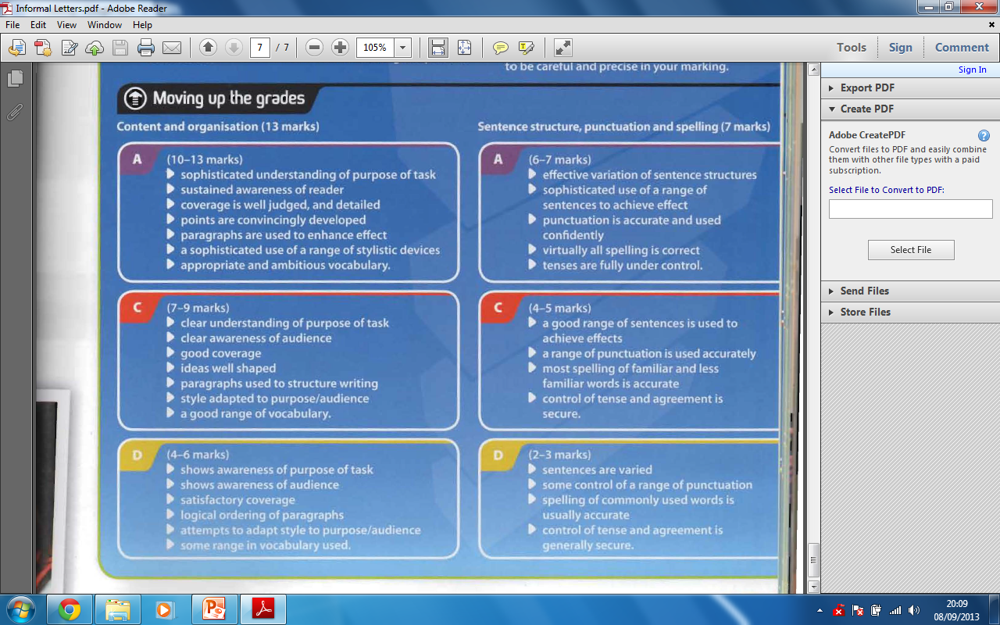 Informal Letters.pdf - Adobe Reader
File Edit View Window Help
7 / 7 105%
Tools Sign Comment
to be careful and precise in your marking.
Moving up the grades
Content and organisation (13 marks)
A
(10–13 marks)
sophisticated understanding of purpose of task
sustained awareness of reader
coverage is well judged, and detailed
points are convincingly developed
paragraphs are used to enhance effect
a sophisticated use of a range of stylistic devices
appropriate and ambitious vocabulary.
C
(7–9 marks)
clear understanding of purpose of task
clear awareness of audience
good coverage
ideas well shaped
paragraphs used to structure writing
style adapted to purpose/audience
a good range of vocabulary.
D
(4–6 marks)
shows awareness of purpose of task
shows awareness of audience
satisfactory coverage
logical ordering of paragraphs
attempts to adapt style to purpose/audience
some range in vocabulary used.
Sentence structure, punctuation and spelling (7 marks)
A
(6–7 marks)
effective variation of sentence structures
sophisticated use of a range of
sentences to achieve effect
punctuation is accurate and used
confidently
virtually all spelling is correct
tenses are fully under control.
C
(4–5 marks)
a good range of sentences is used to
achieve effects
a range of punctuation is used accurately
most spelling of familiar and less
familiar words is accurate
control of tense and agreement is
secure.
D
(2–3 marks)
sentences are varied
some control of a range of punctuation
spelling of commonly used words is
usually accurate
control of tense and agreement is
generally secure.
Sign In
Export PDF
Create PDF
Adobe CreatePDF
Convert files to PDF and easily combine
them with other file types with a paid
subscription.
Select File to Convert to PDF:
Select File
Send Files
Store Files
20:09
08/09/2013